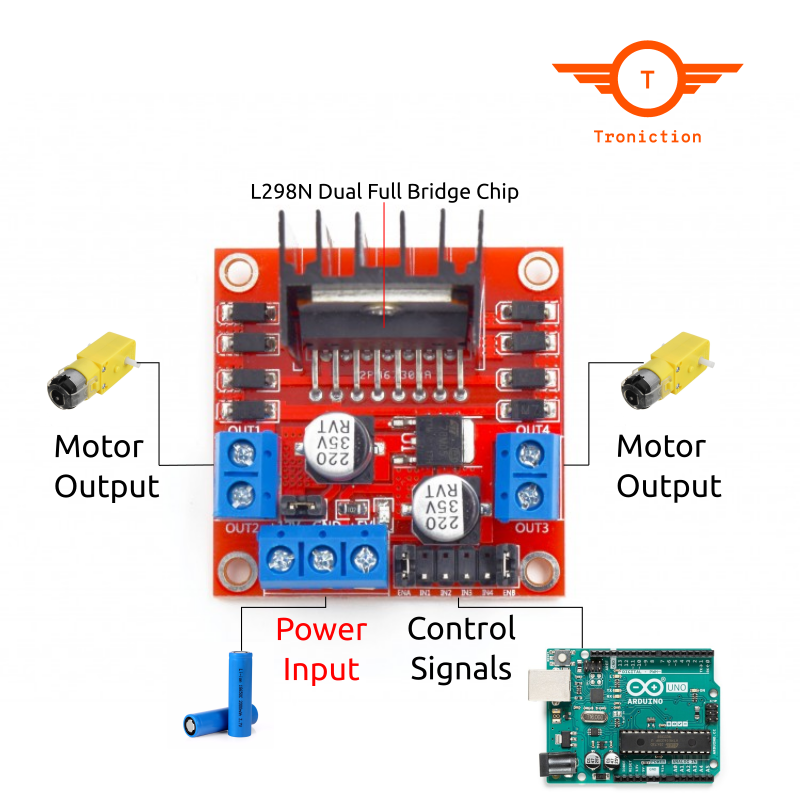 T
Troniction
L298N Dual Full Bridge Chip
OUT1
OUT4
220
35V
RVT
Motor
Output
Motor
Output
220
35V
RVT
OUT2
OUT3
ENA IN1 IN2 IN3 IN4 ENB
Power
Input
Control
Signals
ARDUINO
UNO